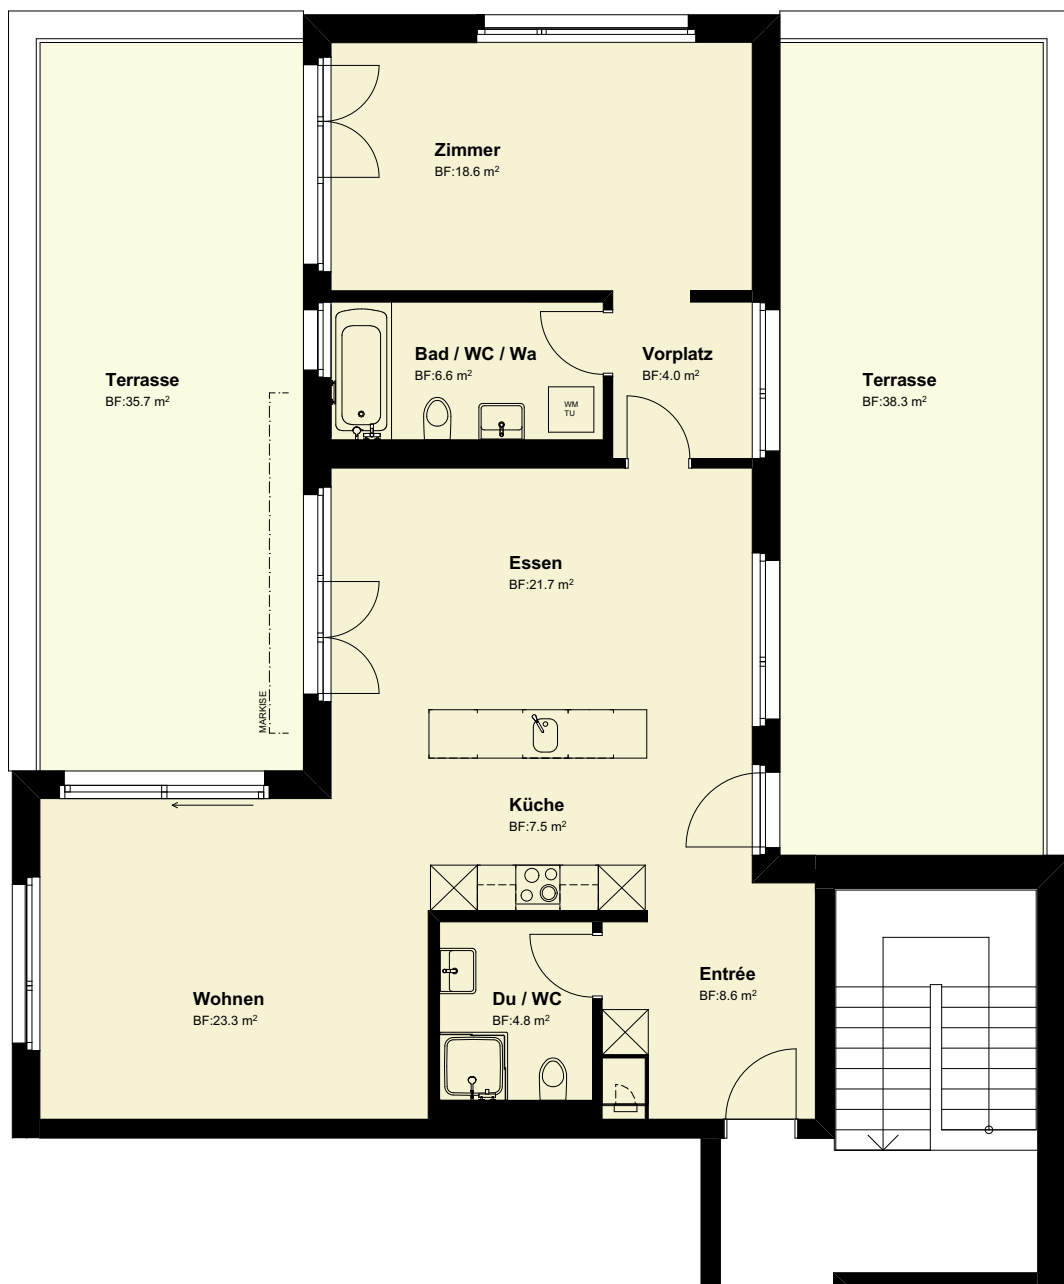 Zimmer
BF:18.6 m²
Bad / WC / Wa
BF:6.6 m²
Vorplatz
BF:4.0 m²
WM
TU
Terrasse
BF:35.7 m²
Terrasse
BF:38.3 m²
Essen
BF:21.7 m²
MARKISE
Küche
BF:7.5 m²
Entrée
BF:8.6 m²
Wohnen
BF:23.3 m²
Du / WC
BF:4.8 m²